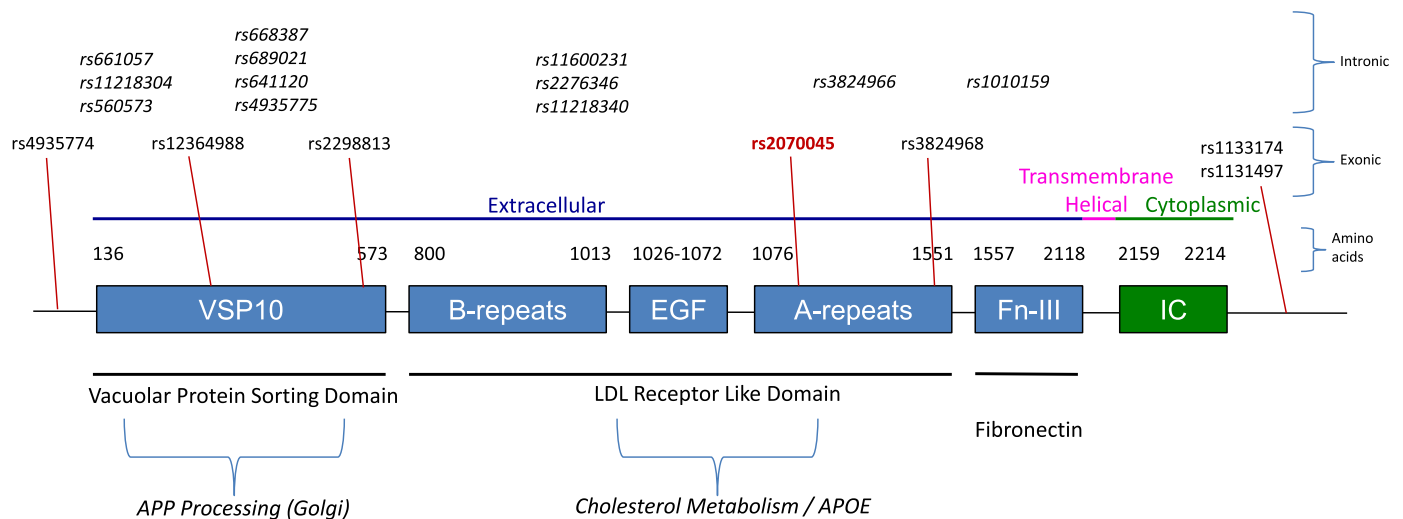 rs668387
rs661057 rs689021 rs11600231
rs11218304 rs641120 rs2276346 rs3824966 rs1010159 Intronic
rs560573 rs4935775 rs11218340
rs4935774 rs12364988 rs2298813 rs2070045 rs3824968 rs1133174 Exonic
rs1131497
Transmembrane
Extracellular Helical Cytoplasmic
136 573 800 1013 1026-1072 1076 1551 1557 2118 2159 2214 Amino
acids
VSP10 B-repeats EGF A-repeats Fn-III IC
Vacuolar Protein Sorting Domain LDL Receptor Like Domain
Fibronectin
APP Processing (Golgi) Cholesterol Metabolism / APOE